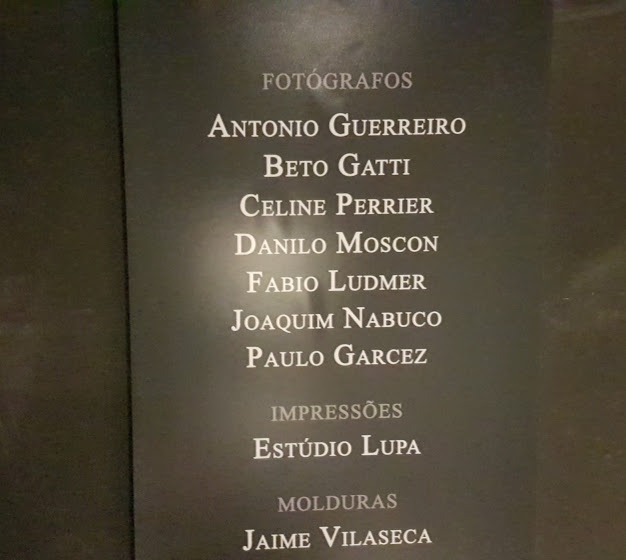 FOTÓGRAFOS
ANTONIO GUERREIRO
BETO GATTI
CELINE PERRIER
DANILO MOSCON
FABIO LUDMER
JOAQUIM NABUCO
PAULO GARCEZ
IMPRESSÕES
ESTÚDIO LUPA
MOLDURAS
JAIME VILASECA